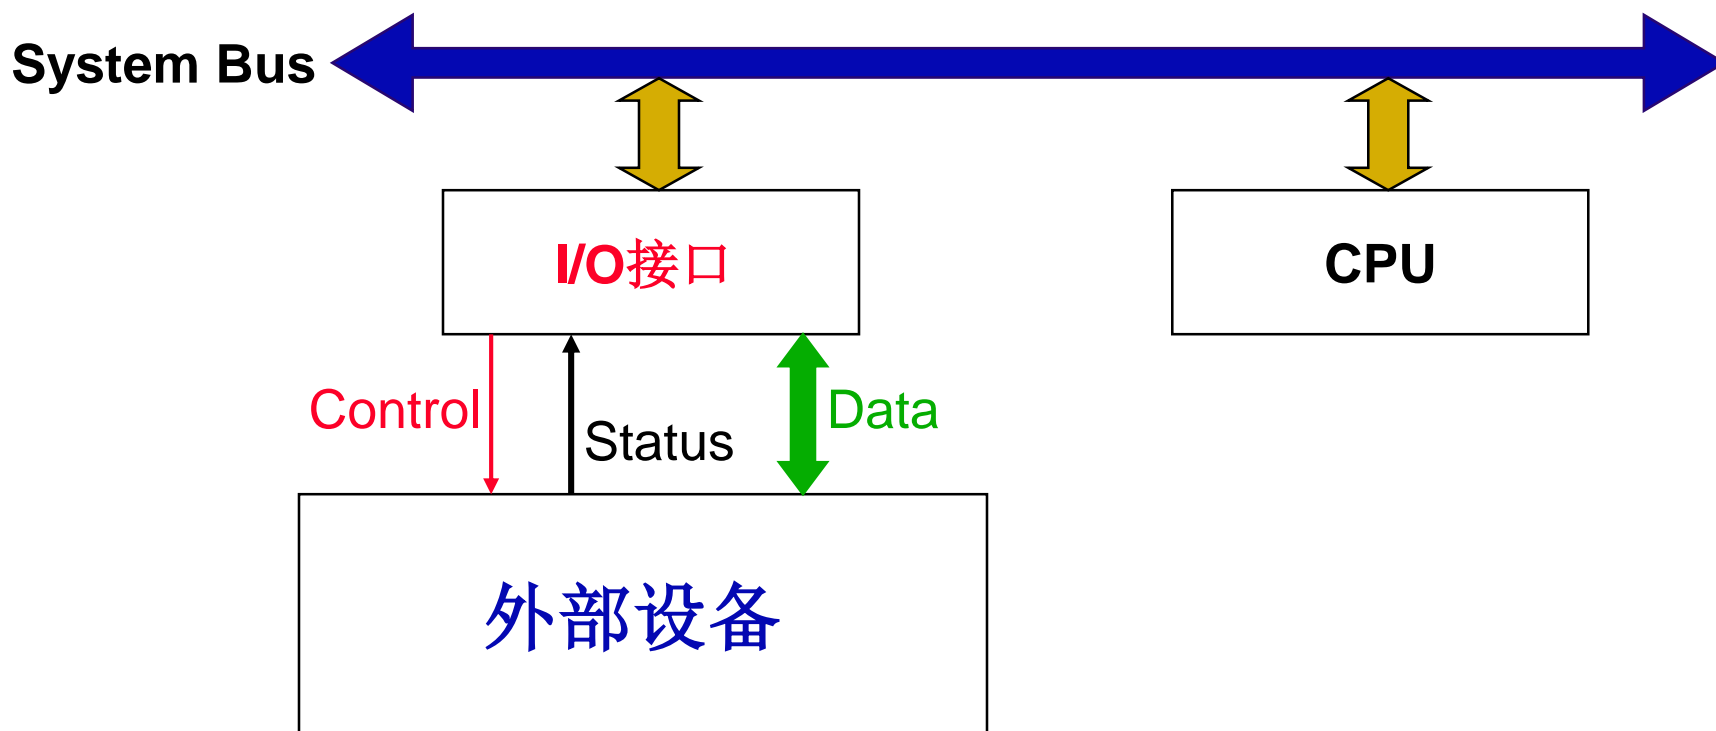 System Bus
I/O接口
CPU
Control
Status
Data
外部设备